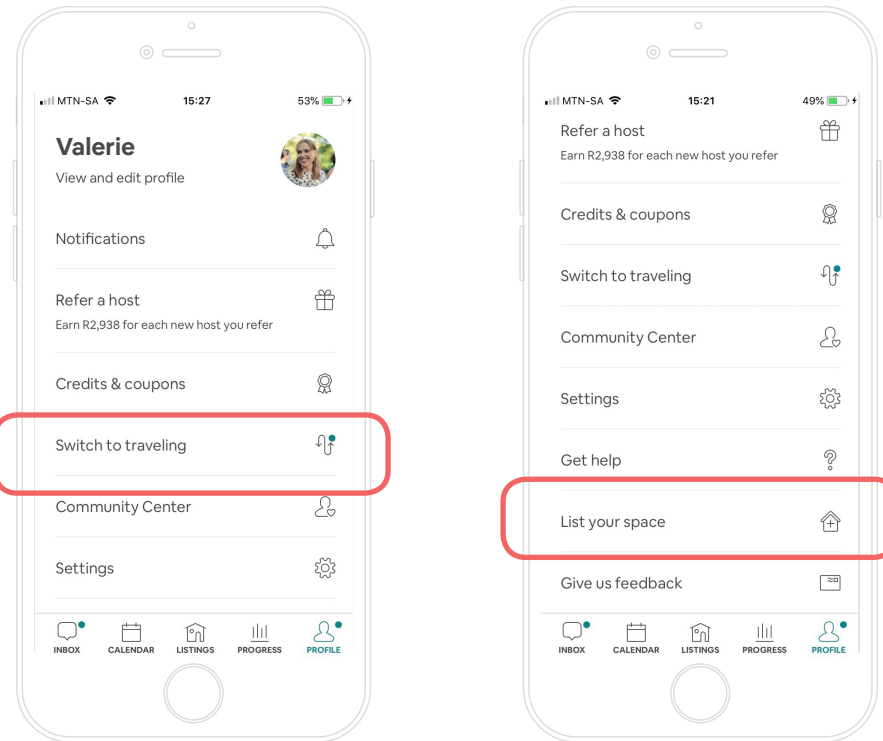 MTN-SA 15:27 53%
Valerie
View and edit profile
Notifications
Refer a host
Earn R2,938 for each new host you refer
Credits & coupons
Switch to traveling
Community Center
Settings
INBOX CALENDAR LISTINGS PROGRESS PROFILE
MTN-SA 15:21 49%
Refer a host
Earn R2,938 for each new host you refer
Credits & coupons
Switch to traveling
Community Center
Settings
Get help
List your space
Give us feedback
INBOX CALENDAR LISTINGS PROGRESS PROFILE